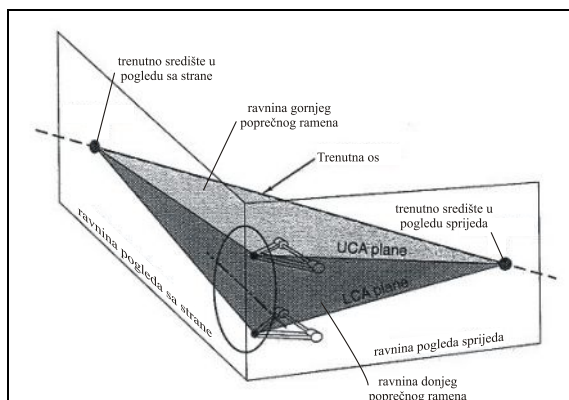 trenutno središte u
pogledu sa strane
ravnina gornjeg
poprečnog ramena
Trenutna os
trenutno središte u
pogledu sprijeda
UCA plane
LCA plane
ravnina pogleda sa strane
ravnina pogleda sprijeda
ravnina donjeg
poprečnog ramena